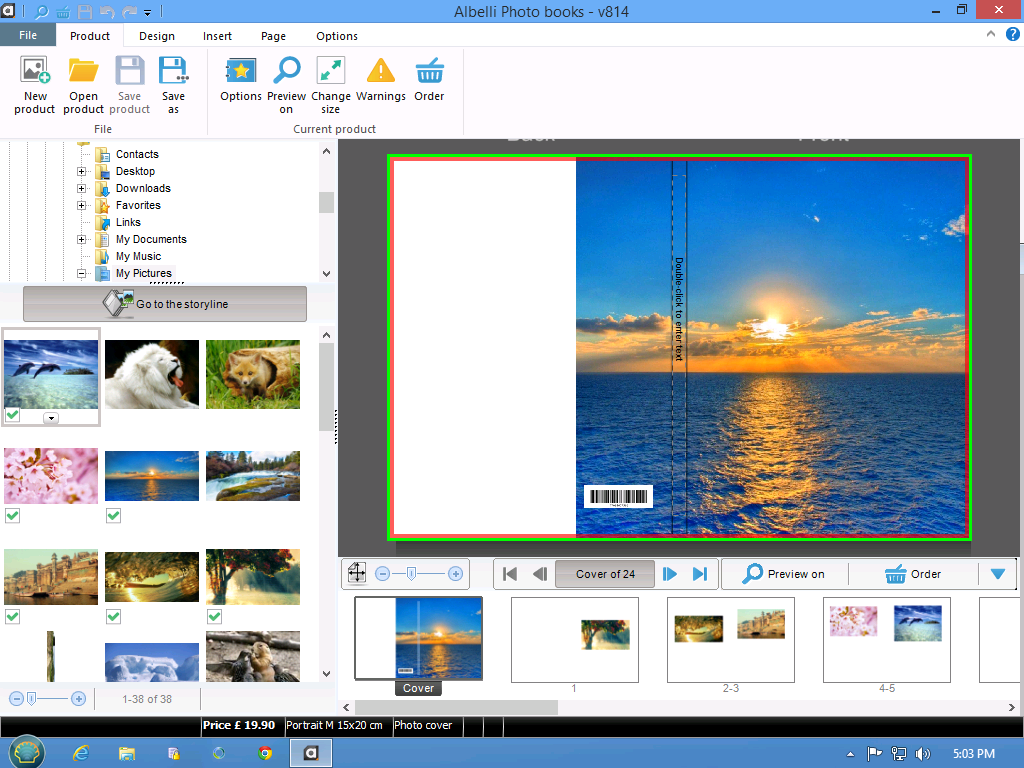 Albelli Photo books - v814
File
Product
Design
Insert
Page
Options
New product
Open product
Save product
Save as
Options
Preview on
Change size
Warnings
Order
File
Current product
Contacts
Desktop
Downloads
Favorites
Links
My Documents
My Music
My Pictures
Go to the storyline
1-38 of 38
Back
Front
Double-click to enter text
Cover of 24
Preview on
Order
Cover
1
2-3
4-5
Price £ 19.90
Portrait M 15x20 cm
Photo cover
5:03 PM